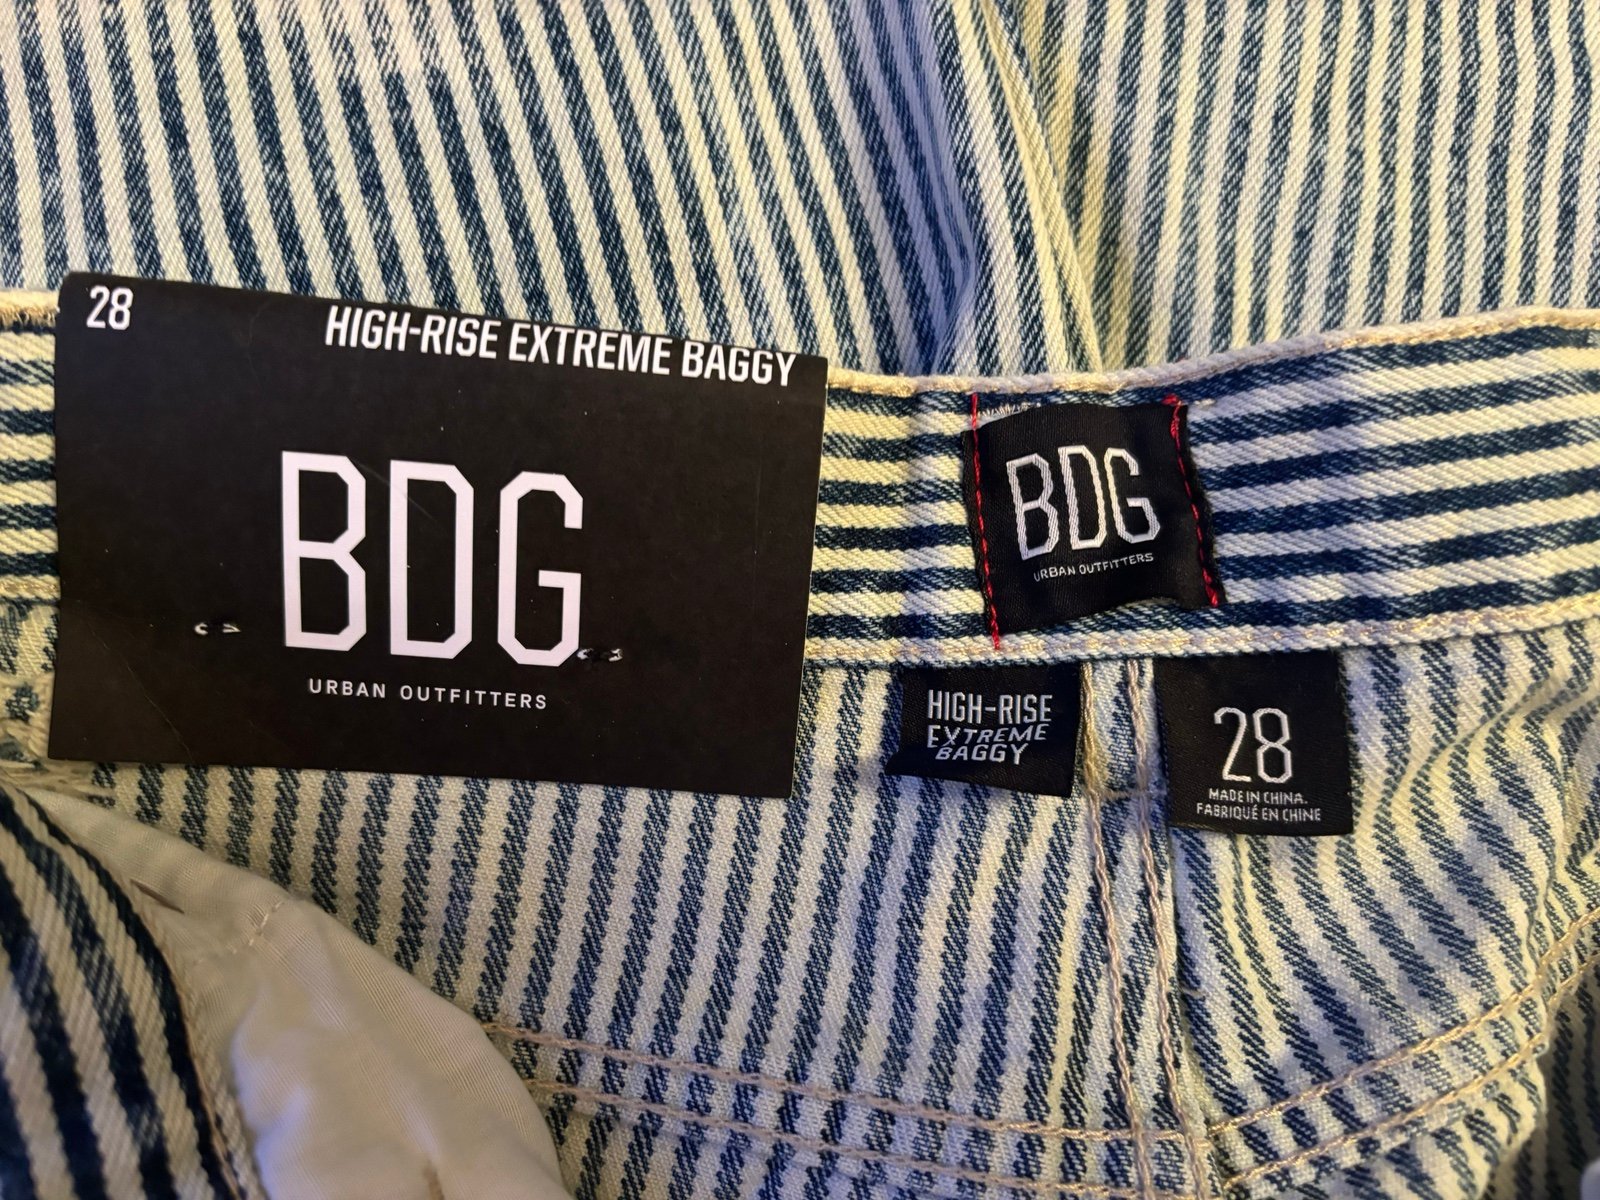 28
HIGH-RISE EXTREME BAGGY
BDG
URBAN OUTFITTERS
BDG
URBAN OUTFITTERS
HIGH-RISE
EXTREME
BAGGY
28
MADE IN CHINA.
FABRIQUÉ EN CHINE